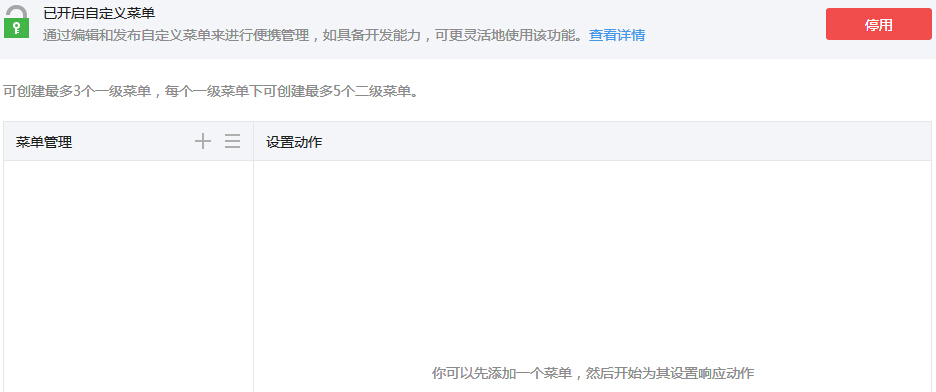 已开启自定义菜单
通过编辑和发布自定义菜单来进行便携管理，如具备开发能力，可更灵活地使用该功能。查看详情
停用
可创建最多3个一级菜单，每个一级菜单下可创建最多5个二级菜单。
菜单管理
设置动作
你可以先添加一个菜单，然后开始为其设置响应动作